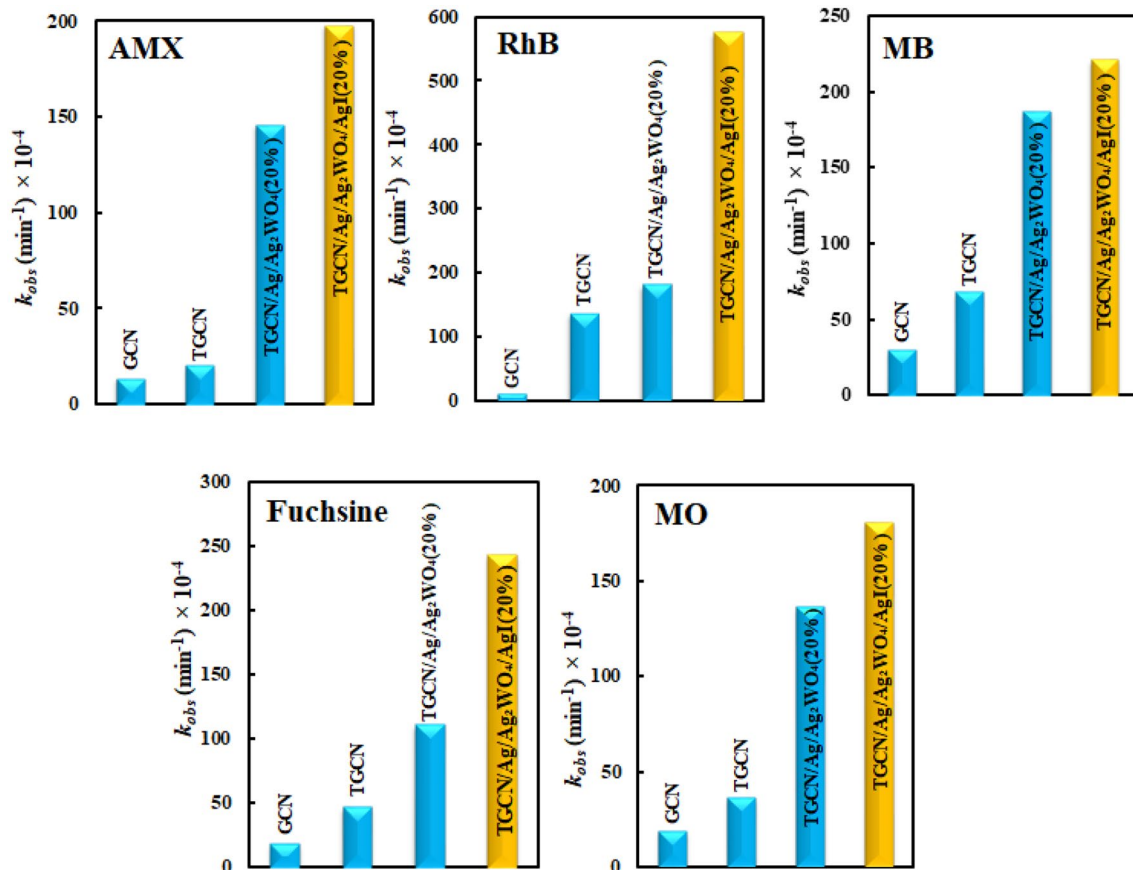 AMX
k_obs (min⁻¹) × 10⁻⁴
200
150
100
50
0
GCN
TGCN
TGCN/Ag/Ag₂WO₄(20%)
TGCN/Ag/Ag₂WO₄/AgI(20%)
RhB
k_obs (min⁻¹) × 10⁻⁴
600
500
400
300
200
100
0
GCN
TGCN
TGCN/Ag/Ag₂WO₄(20%)
TGCN/Ag/Ag₂WO₄/AgI(20%)
MB
k_obs (min⁻¹) × 10⁻⁴
250
200
150
100
50
0
GCN
TGCN
TGCN/Ag/Ag₂WO₄(20%)
TGCN/Ag/Ag₂WO₄/AgI(20%)
Fuchsine
k_obs (min⁻¹) × 10⁻⁴
300
250
200
150
100
50
0
GCN
TGCN
TGCN/Ag/Ag₂WO₄(20%)
TGCN/Ag/Ag₂WO₄/AgI(20%)
MO
k_obs (min⁻¹) × 10⁻⁴
200
150
100
50
0
GCN
TGCN
TGCN/Ag/Ag₂WO₄(20%)
TGCN/Ag/Ag₂WO₄/AgI(20%)